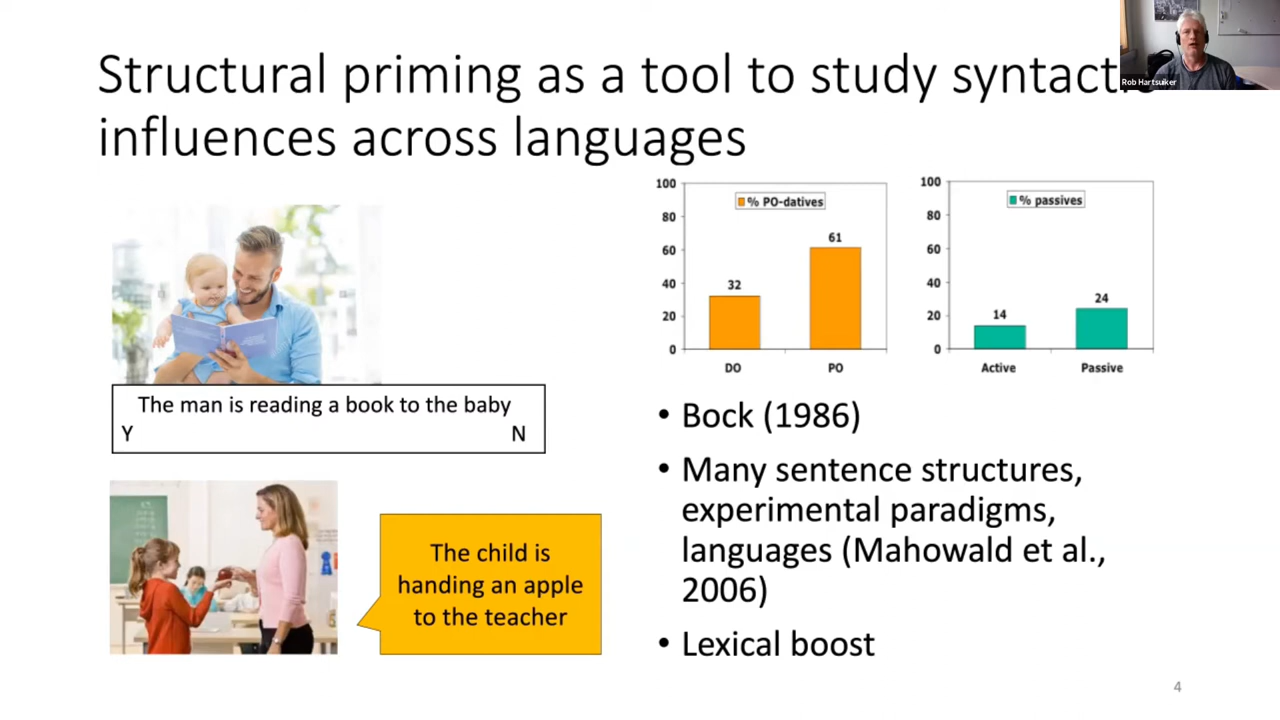 Structural priming as a tool to study syntactic
influences across languages
Rob Hartsuiker
The man is reading a book to the baby
Y N
The child is
handing an apple
to the teacher
100
80
60
40
20
0
% PO-datives
32
61
DO PO
100
80
60
40
20
0
% passives
14
24
Active Passive
• Bock (1986)
• Many sentence structures,
experimental paradigms,
languages (Mahowald et al.,
2006)
• Lexical boost
4